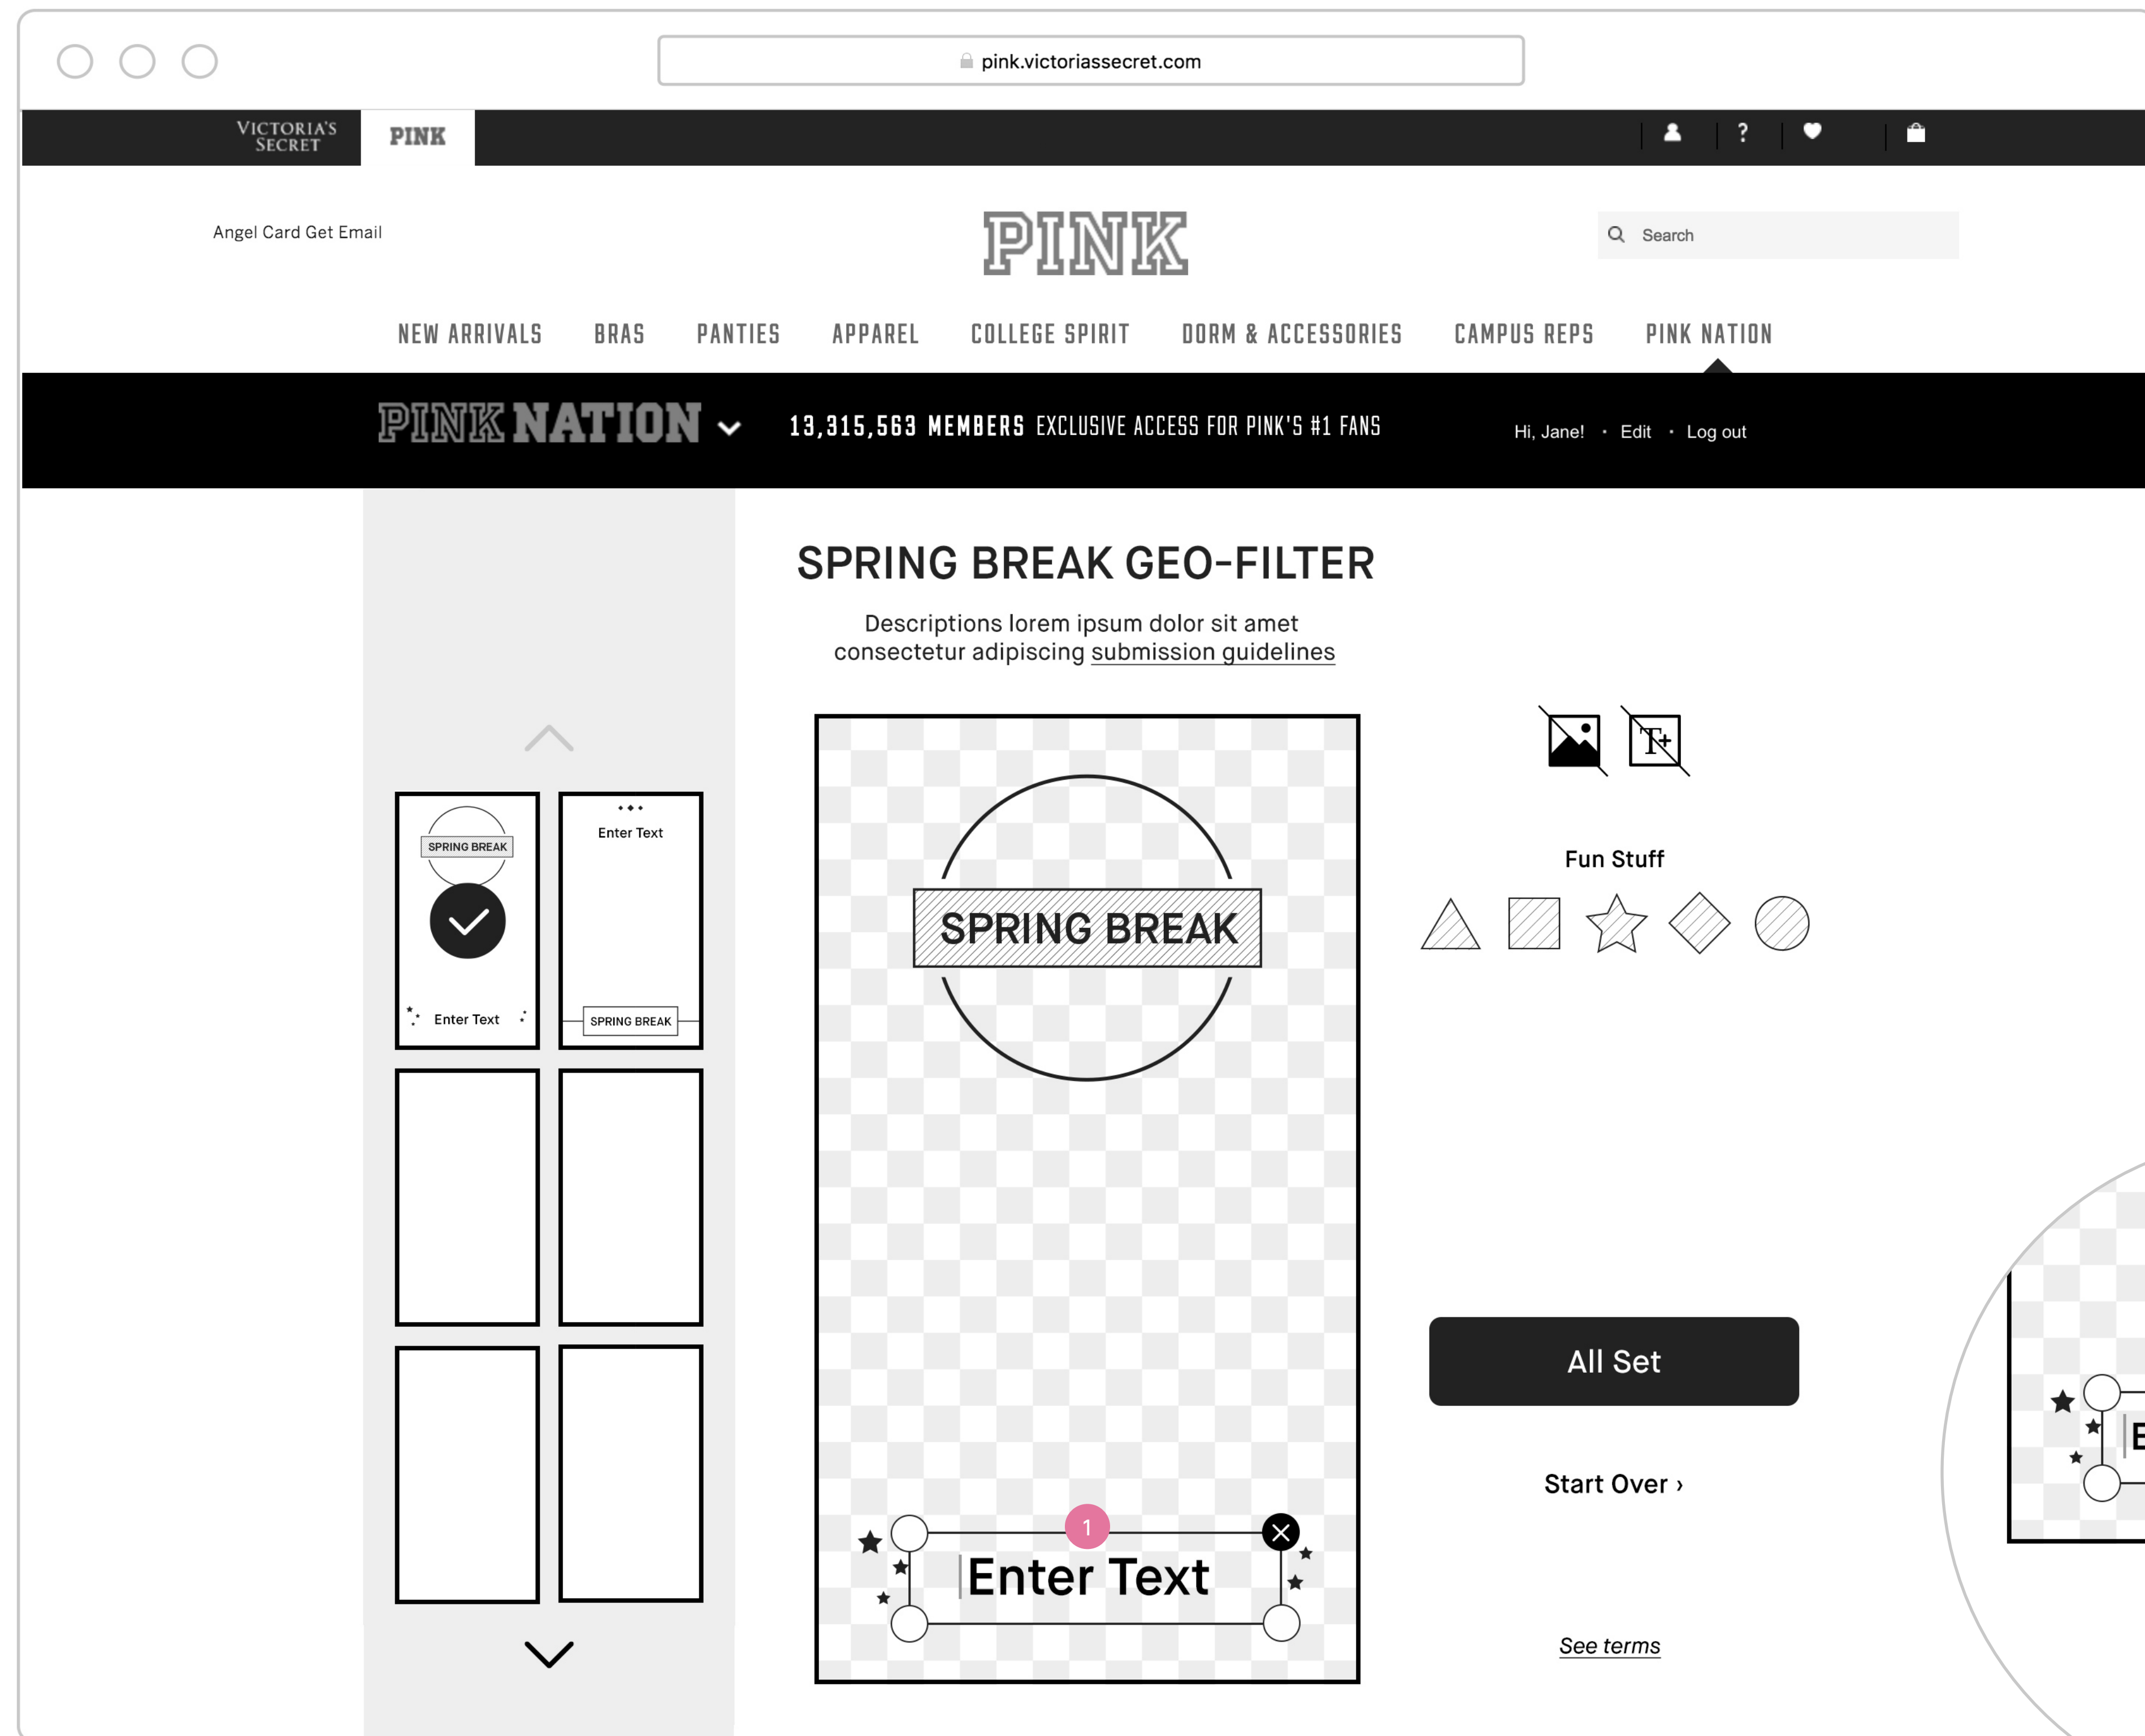 pink.victoriassecret.com
VICTORIA'S
SECRET
PINK
?
Angel Card Get Email
PINK
Search
NEW ARRIVALS BRAS PANTIES APPAREL COLLEGE SPIRIT DORM & ACCESSORIES CAMPUS REPS PINK NATION
PINK NATION
13,315,563 MEMBERS EXCLUSIVE ACCESS FOR PINK'S #1 FANS
Hi, Jane! · Edit · Log out
SPRING BREAK GEO-FILTER
Descriptions lorem ipsum dolor sit amet
consectetur adipiscing submission guidelines
SPRING BREAK
Enter Text
Enter Text
SPRING BREAK
SPRING BREAK
1
Enter Text
T+
Fun Stuff
All Set
Start Over ›
See terms
E